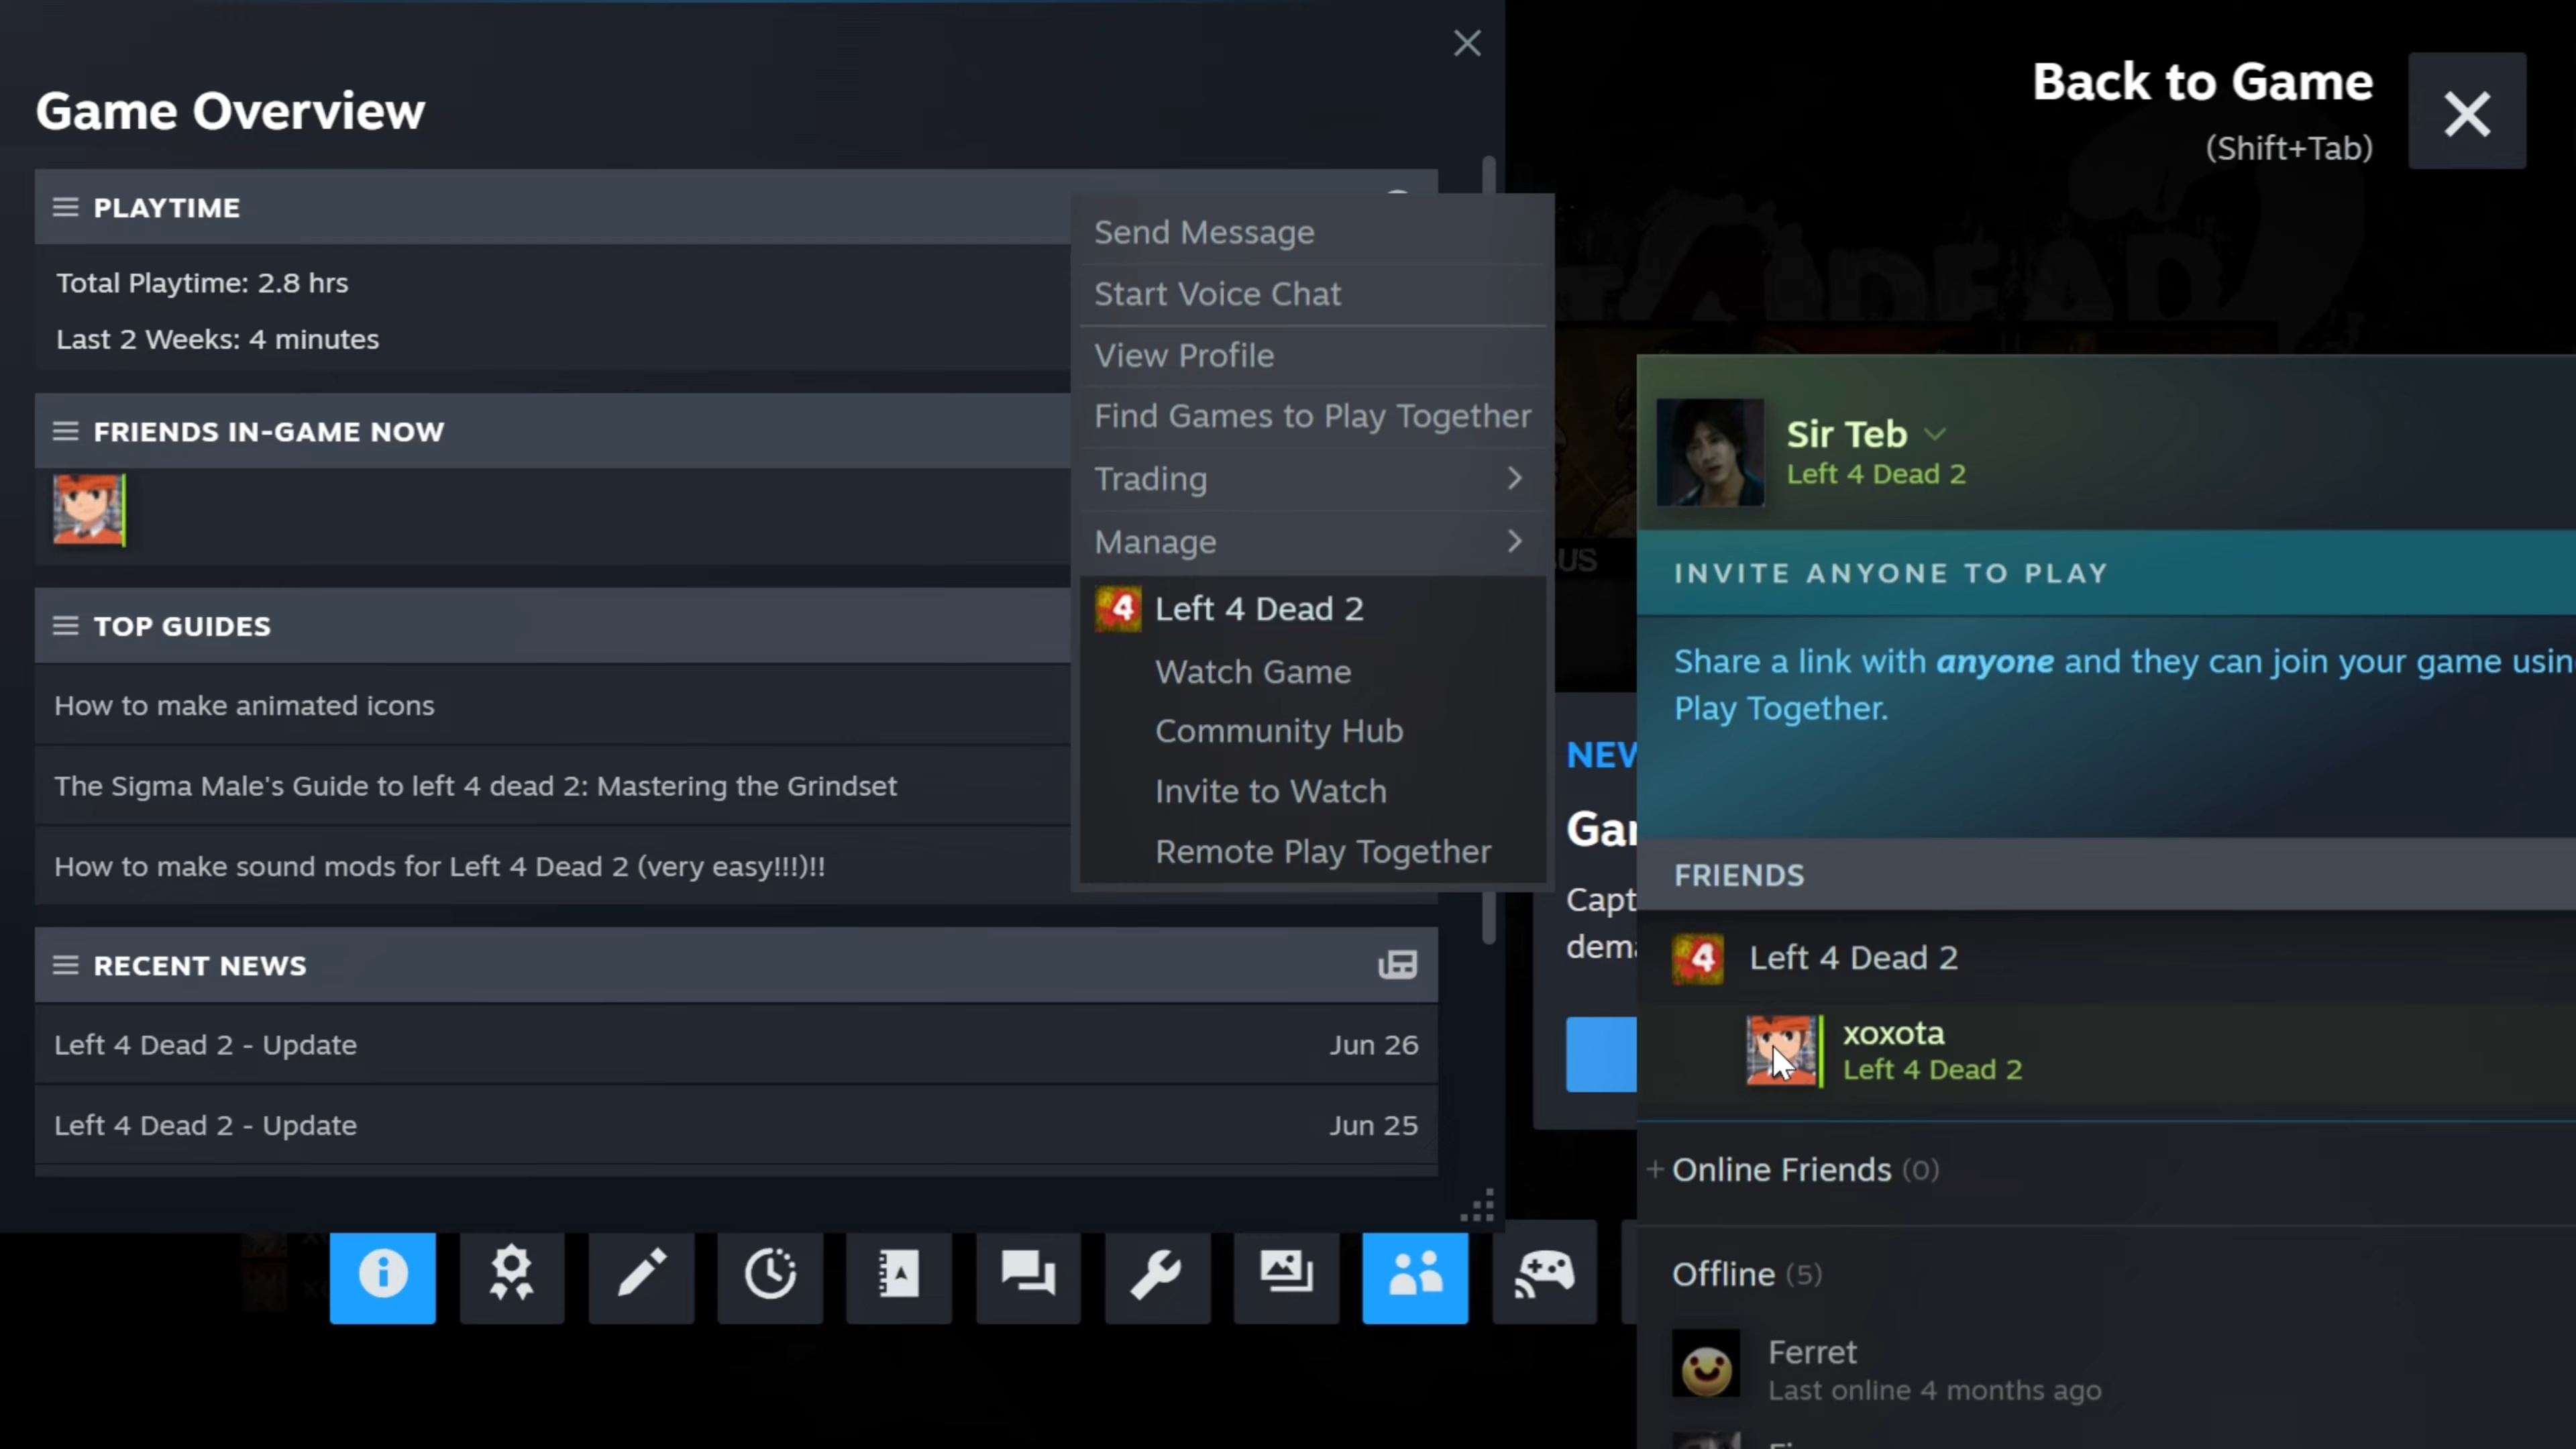 Game Overview
PLAYTIME
Total Playtime: 2.8 hrs
Last 2 Weeks: 4 minutes
FRIENDS IN-GAME NOW
TOP GUIDES
How to make animated icons
The Sigma Male's Guide to left 4 dead 2: Mastering the Grindset
How to make sound mods for Left 4 Dead 2 (very easy!!!)!!
RECENT NEWS
Left 4 Dead 2 - Update Jun 26
Left 4 Dead 2 - Update Jun 25
Send Message
Start Voice Chat
View Profile
Find Games to Play Together
Trading
Manage
4 Left 4 Dead 2
Watch Game
Community Hub
Invite to Watch
Remote Play Together
Back to Game
(Shift+Tab)
Sir Teb
Left 4 Dead 2
INVITE ANYONE TO PLAY
Share a link with anyone and they can join your game usin
Play Together.
FRIENDS
4 Left 4 Dead 2
xoxota
Left 4 Dead 2
+ Online Friends (0)
Offline (5)
Ferret
Last online 4 months ago